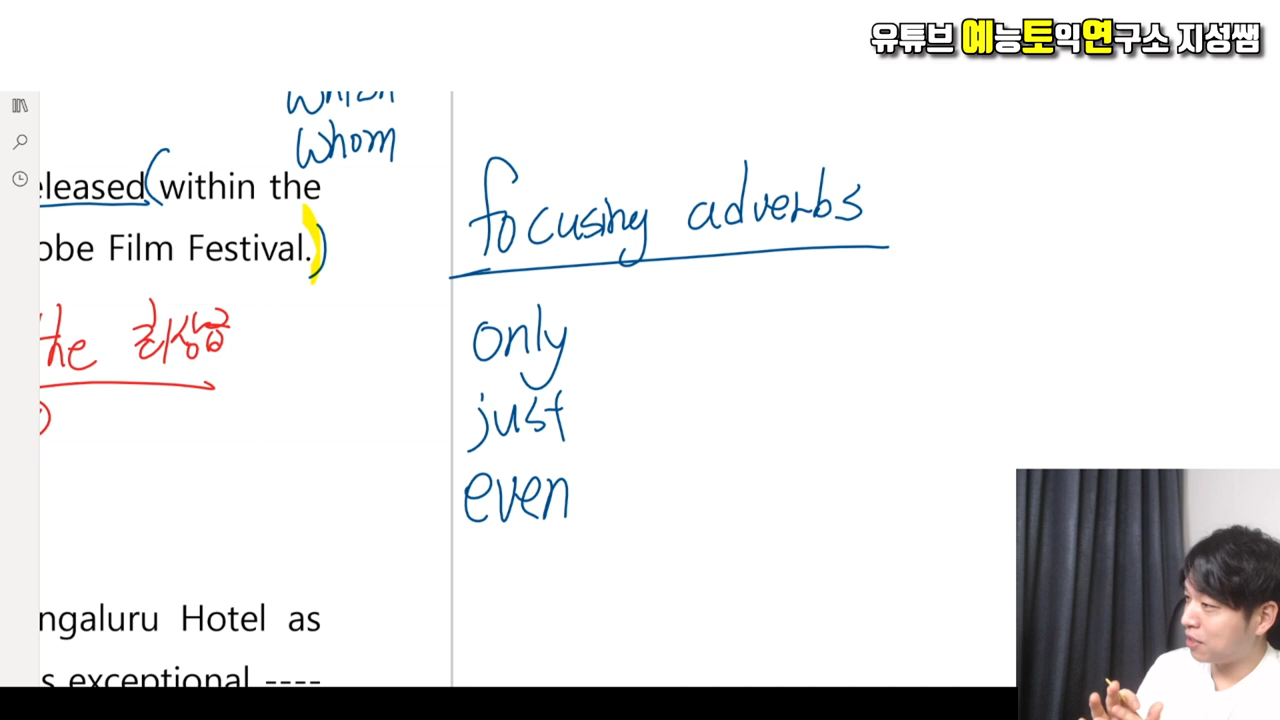 유튜브 예능토익연구소 지성쌤
whom
eleased (within the
obe Film Festival.)
the 최상급
focusing adverbs
only
just
even
ngaluru Hotel as
s exceptional ----